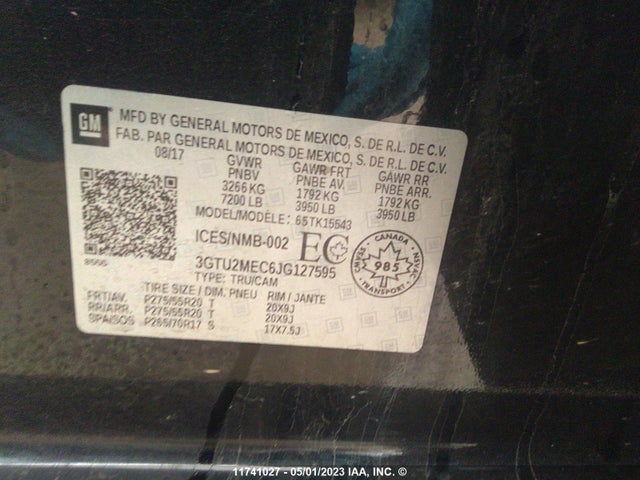 GM
MFD BY GENERAL MOTORS DE MEXICO, S. DE R.L. DE C.V.
FAB. PAR GENERAL MOTORS DE MEXICO, S. DE R.L. DE C.V.
08/17 GVWR GAWR FRT GAWR RR
PNBV PNBE AV. PNBE ARR.
3266 KG 1792 KG 1792 KG
7200 LB 3950 LB 3950 LB
MODEL/MODÈLE: 65TK15543
ICES/NMB-002 EC
3GTU2MEC6JG127595
TYPE: TRU/CAM
CANADA
985
TRANSPORT
TIRE SIZE / DIM. PNEU RIM / JANTE
FRT/AV. P275/55R20 T 20X9J
RR/ARR. P275/55R20 T 20X9J
SPA/SOS P265/70R17 S 17X7.5J
11741027 - 05/01/2023 IAA, INC. ©